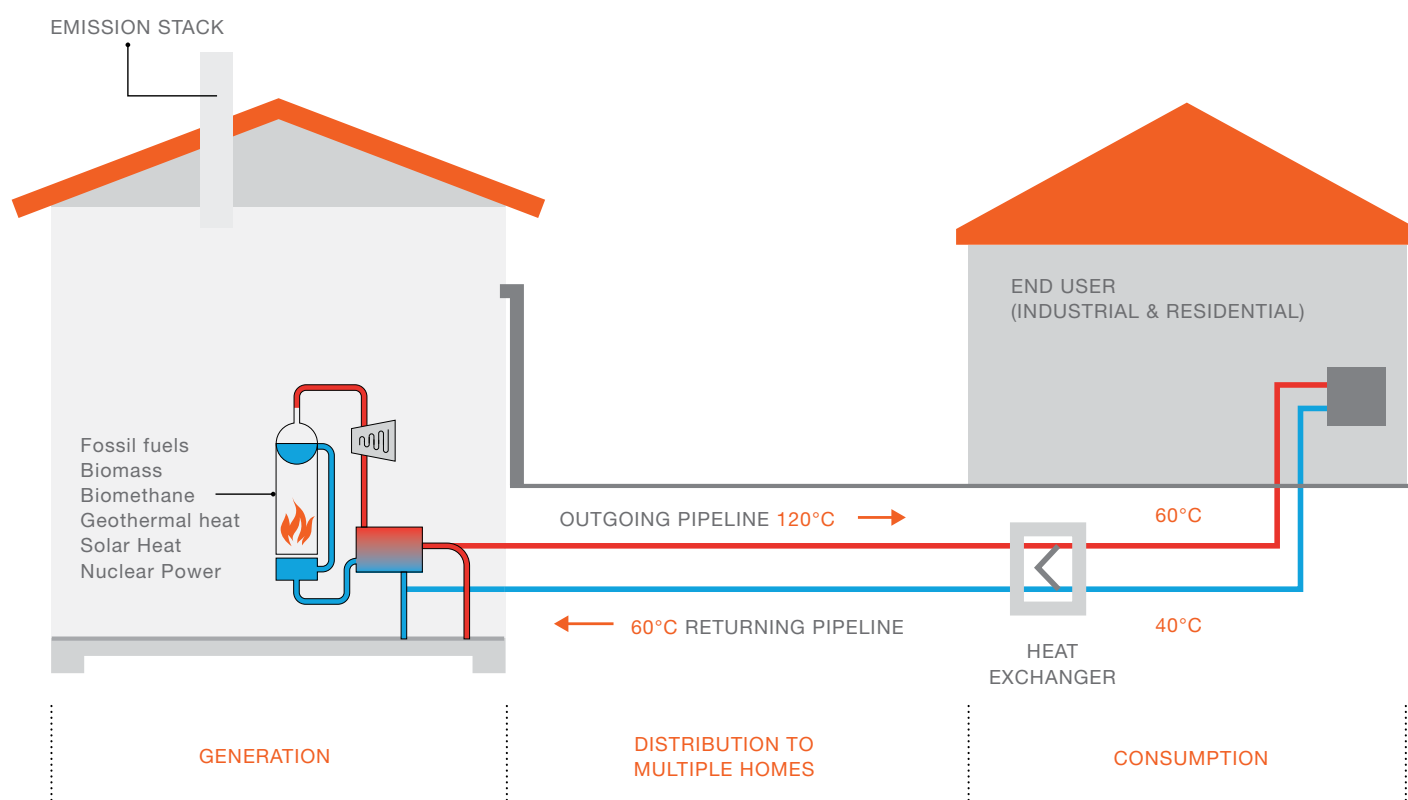 EMISSION STACK
END USER
(INDUSTRIAL & RESIDENTIAL)
Fossil fuels
Biomass
Biomethane
Geothermal heat
Solar Heat
Nuclear Power
OUTGOING PIPELINE 120°C
60°C
60°C RETURNING PIPELINE
40°C
HEAT
EXCHANGER
GENERATION
DISTRIBUTION TO
MULTIPLE HOMES
CONSUMPTION